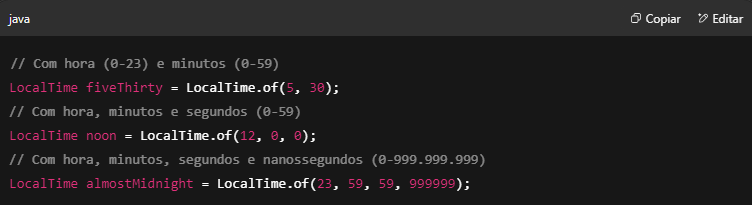 java
Copiar
Editar
// Com hora (0-23) e minutos (0-59)
LocalTime fiveThirty = LocalTime.of(5, 30);
// Com hora, minutos e segundos (0-59)
LocalTime noon = LocalTime.of(12, 0, 0);
// Com hora, minutos, segundos e nanossegundos (0-999.999.999)
LocalTime almostMidnight = LocalTime.of(23, 59, 59, 999999);